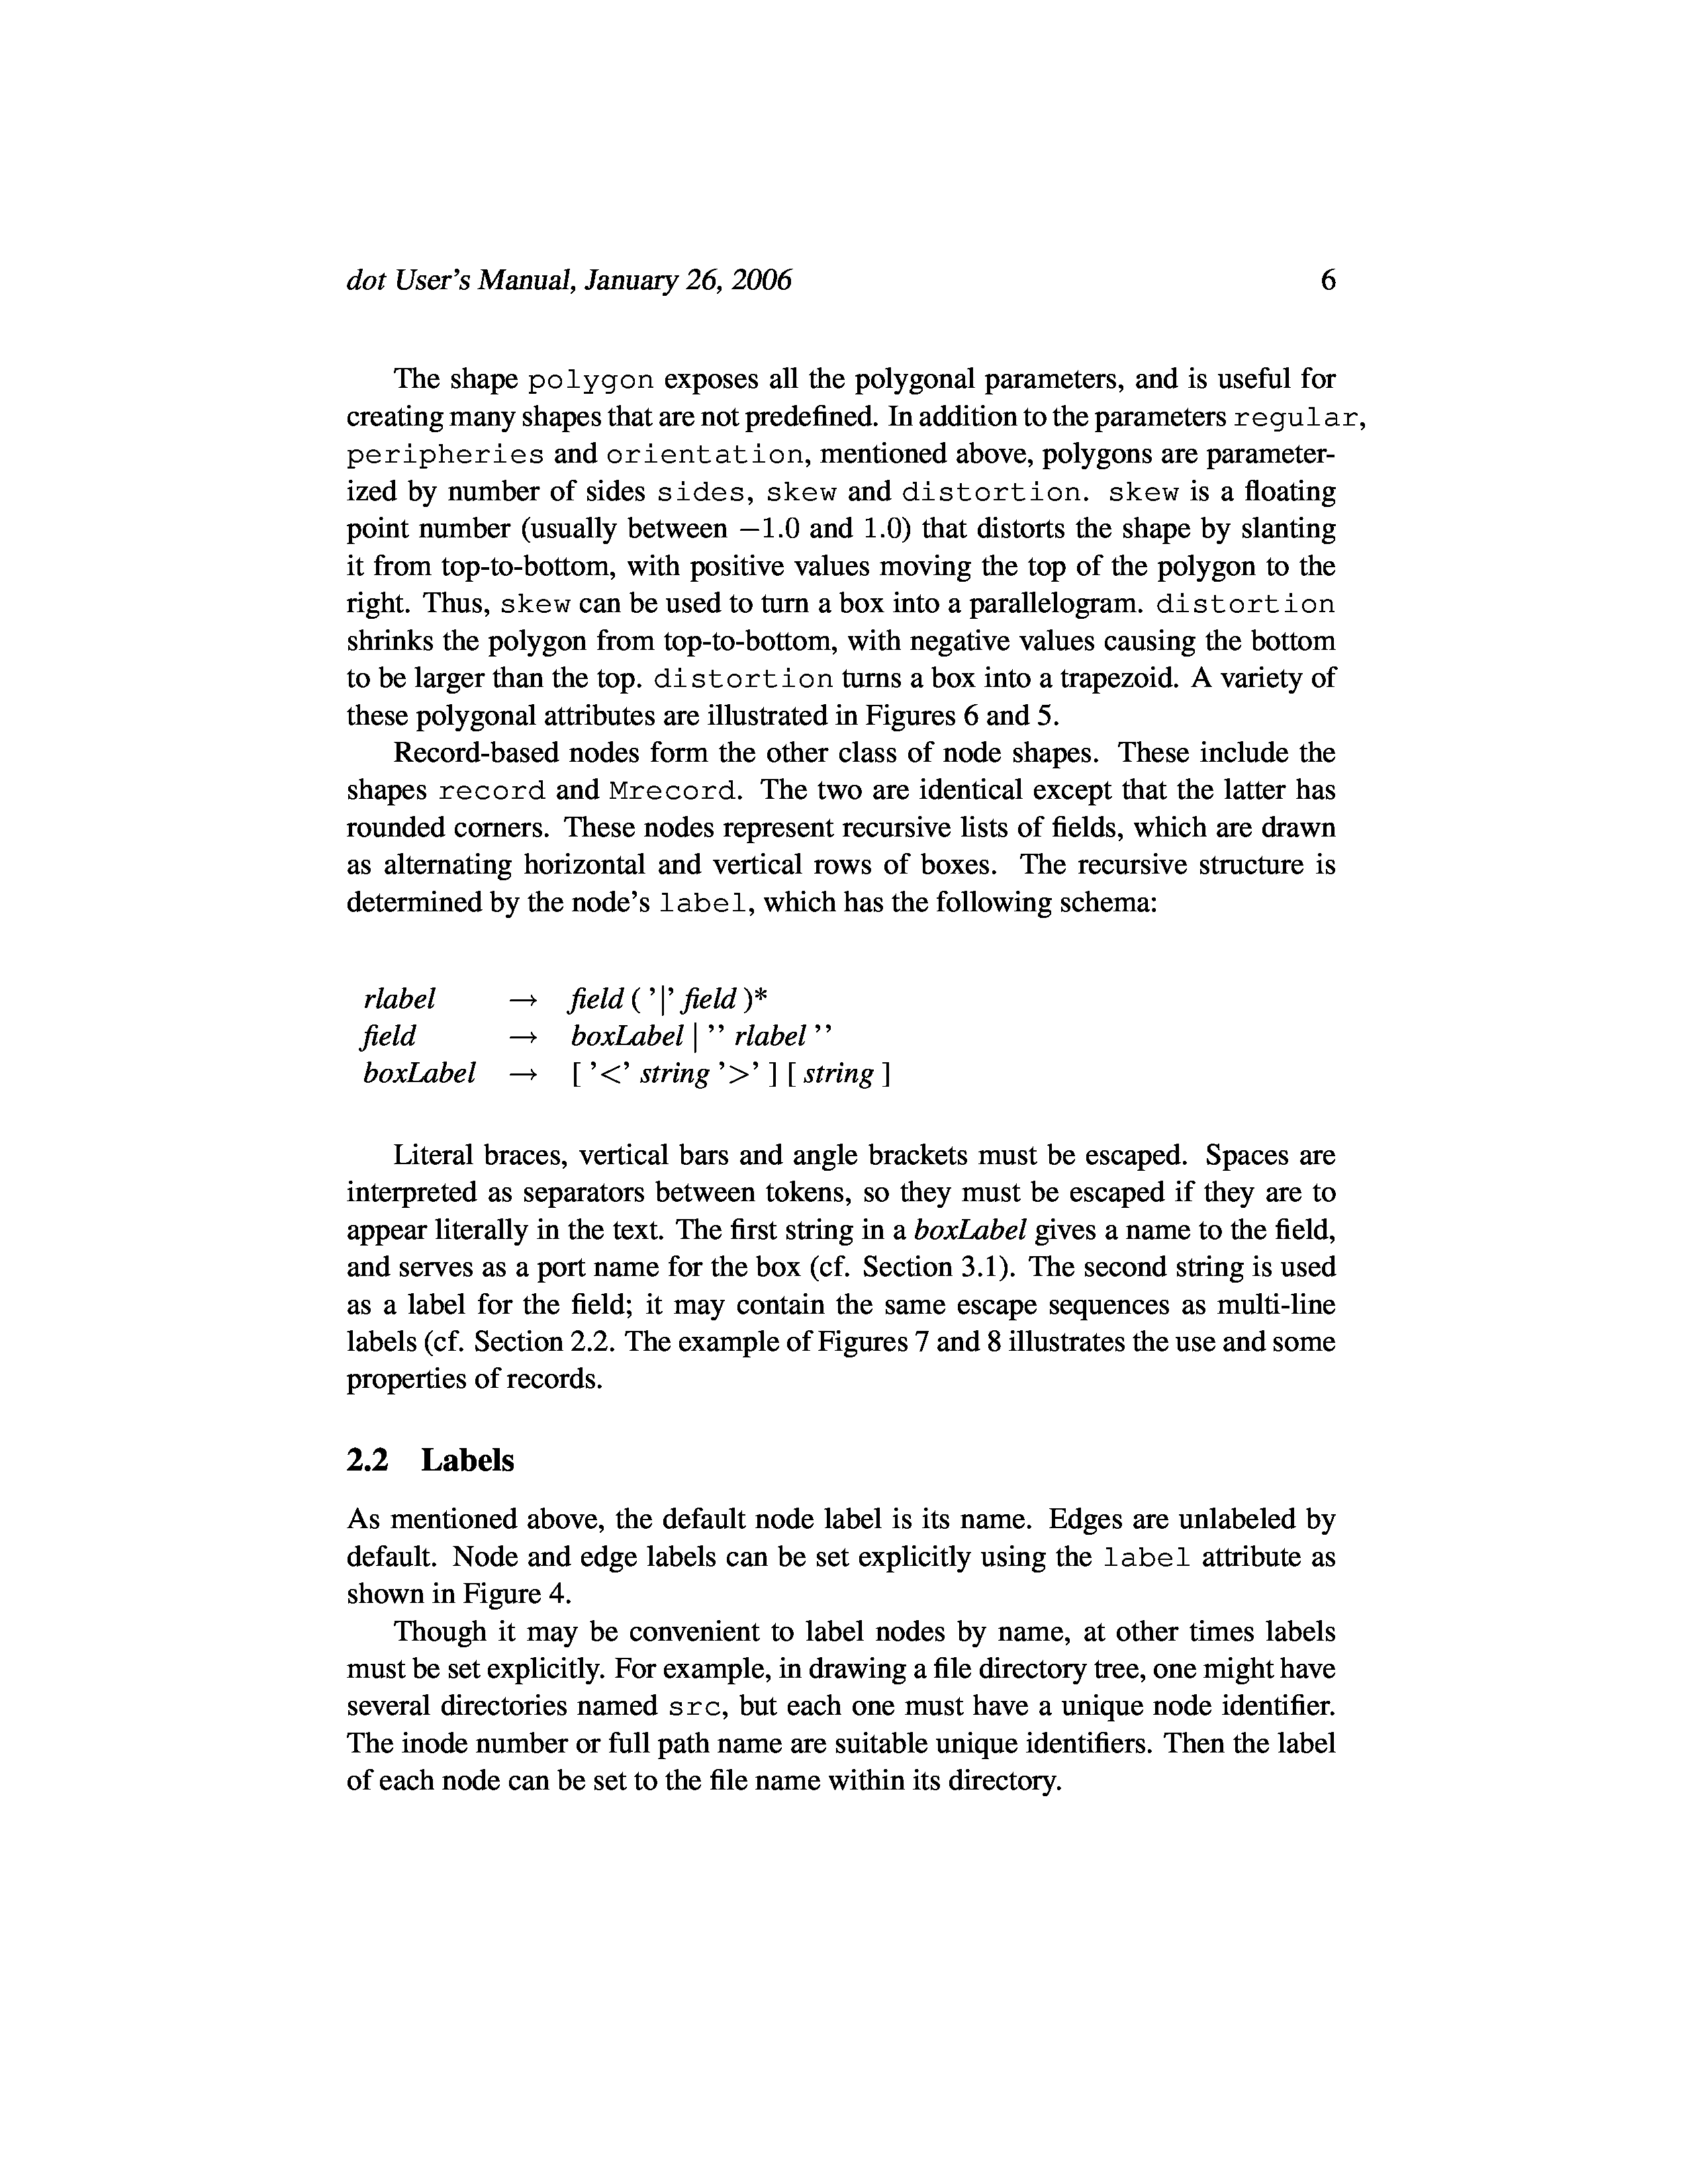 dot User's Manual, January 26, 2006 6
The shape polygon exposes all the polygonal parameters, and is useful for
creating many shapes that are not predefined. In addition to the parameters regular,
peripheries and orientation, mentioned above, polygons are parameter-
ized by number of sides sides, skew and distortion. skew is a floating
point number (usually between −1.0 and 1.0) that distorts the shape by slanting
it from top-to-bottom, with positive values moving the top of the polygon to the
right. Thus, skew can be used to turn a box into a parallelogram. distortion
shrinks the polygon from top-to-bottom, with negative values causing the bottom
to be larger than the top. distortion turns a box into a trapezoid. A variety of
these polygonal attributes are illustrated in Figures 6 and 5.
Record-based nodes form the other class of node shapes. These include the
shapes record and Mrecord. The two are identical except that the latter has
rounded corners. These nodes represent recursive lists of fields, which are drawn
as alternating horizontal and vertical rows of boxes. The recursive structure is
determined by the node's label, which has the following schema:
rlabel → field ( ’|’ field )*
field → boxLabel | ’’ rlabel ’’
boxLabel → [ ’<’ string ’>’ ] [ string ]
Literal braces, vertical bars and angle brackets must be escaped. Spaces are
interpreted as separators between tokens, so they must be escaped if they are to
appear literally in the text. The first string in a boxLabel gives a name to the field,
and serves as a port name for the box (cf. Section 3.1). The second string is used
as a label for the field; it may contain the same escape sequences as multi-line
labels (cf. Section 2.2. The example of Figures 7 and 8 illustrates the use and some
properties of records.
2.2 Labels
As mentioned above, the default node label is its name. Edges are unlabeled by
default. Node and edge labels can be set explicitly using the label attribute as
shown in Figure 4.
Though it may be convenient to label nodes by name, at other times labels
must be set explicitly. For example, in drawing a file directory tree, one might have
several directories named src, but each one must have a unique node identifier.
The inode number or full path name are suitable unique identifiers. Then the label
of each node can be set to the file name within its directory.